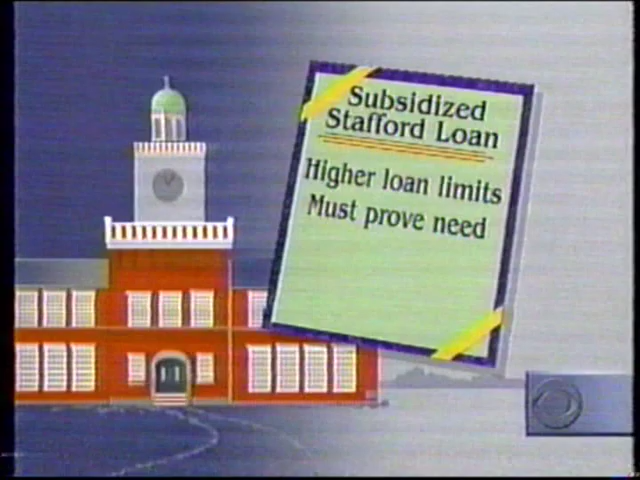 Subsidized
Stafford Loan
Higher loan limits
Must prove need